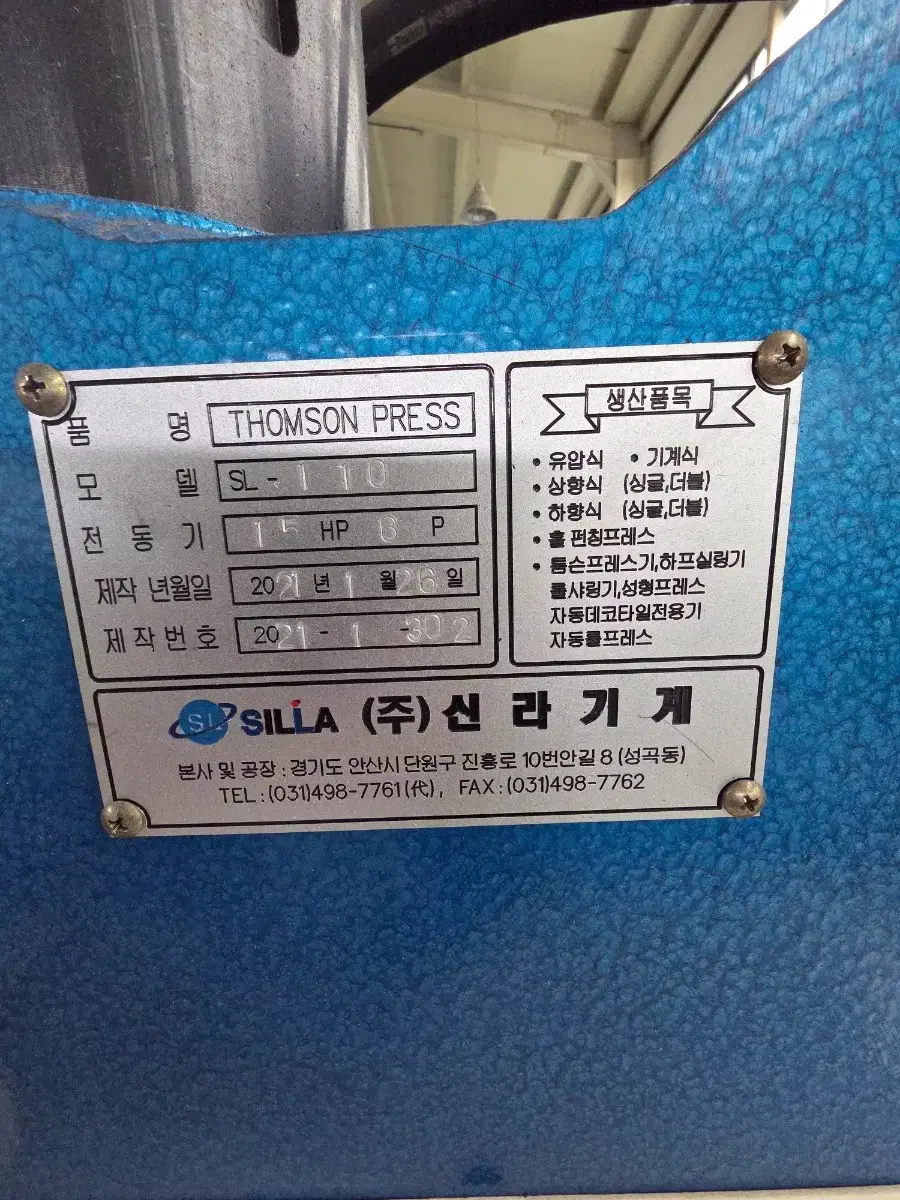 품 명 THOMSON PRESS
모 델 SL-110
전 동 기 15 HP 6 P
제작 년월일 2021년 1월 26일
제작번호 2021-1-302
생산품목
• 유압식 • 기계식
• 상향식 (싱글,더블)
• 하향식 (싱글,더블)
• 홀 펀칭프레스
• 톰슨프레스기,하프실링기
롤샤링기,성형프레스
자동데코타일전용기
자동롤프레스
SL SILLA (주)신라기계
본사 및 공장 : 경기도 안산시 단원구 진흥로 10번안길 8 (성곡동)
TEL : (031)498-7761(代), FAX : (031)498-7762